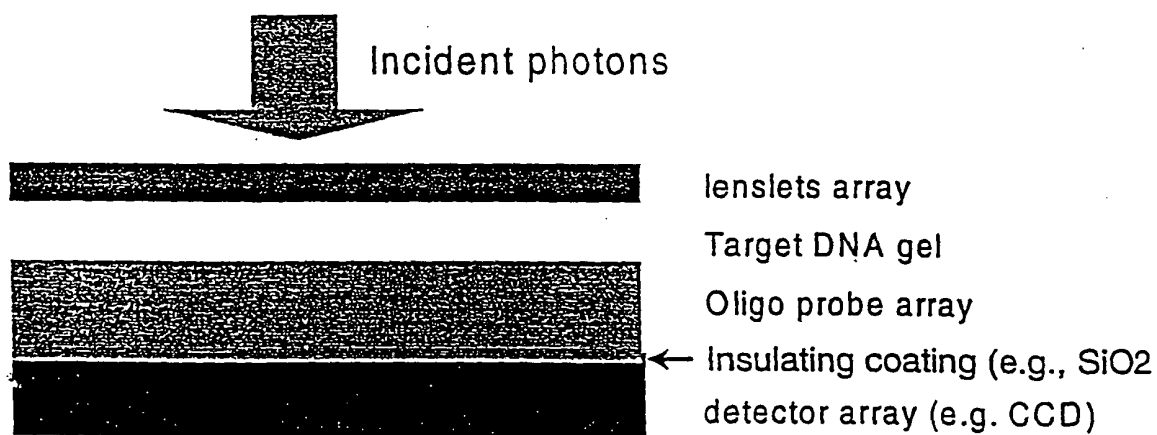 Incident photons
lenslets array
Target DNA gel
Oligo probe array
Insulating coating (e.g., SiO2
detector array (e.g. CCD)